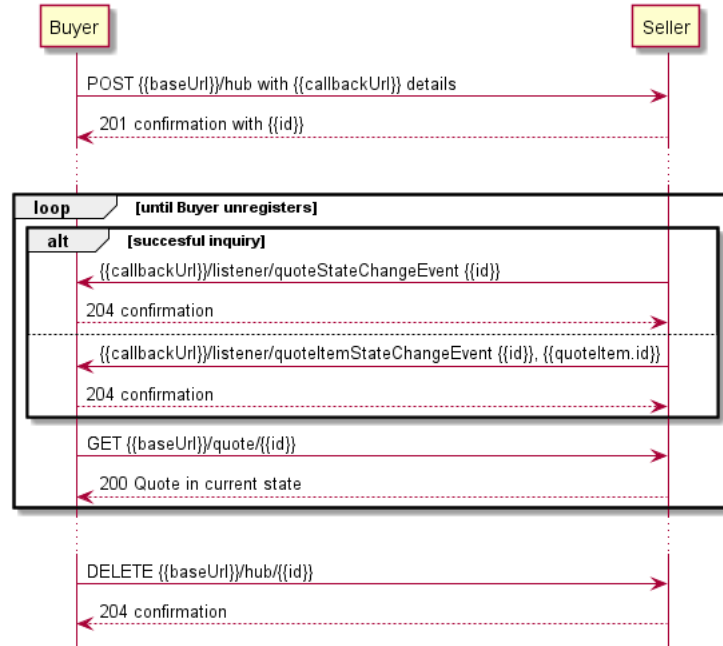 Buyer
Seller
POST {{baseUrl}}/hub with {{callbackUrl}} details
201 confirmation with {{id}}
loop [until Buyer unregisters]
alt [succesful inquiry]
{{callbackUrl}}/listener/quoteStateChangeEvent {{id}}
204 confirmation
{{callbackUrl}}/listener/quoteItemStateChangeEvent {{id}}, {{quoteItem.id}}
204 confirmation
GET {{baseUrl}}/quote/{{id}}
200 Quote in current state
DELETE {{baseUrl}}/hub/{{id}}
204 confirmation